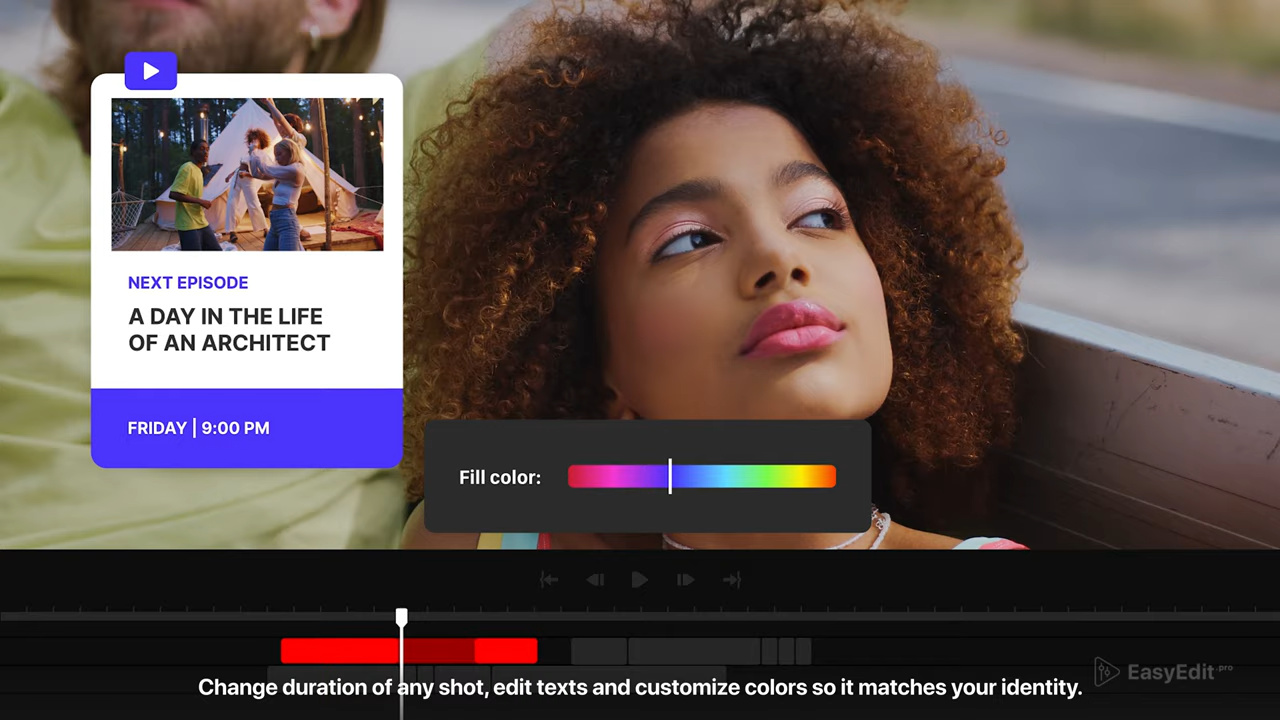 NEXT EPISODE
A DAY IN THE LIFE
OF AN ARCHITECT
FRIDAY | 9:00 PM
Fill color:
EasyEdit.pro
Change duration of any shot, edit texts and customize colors so it matches your identity.